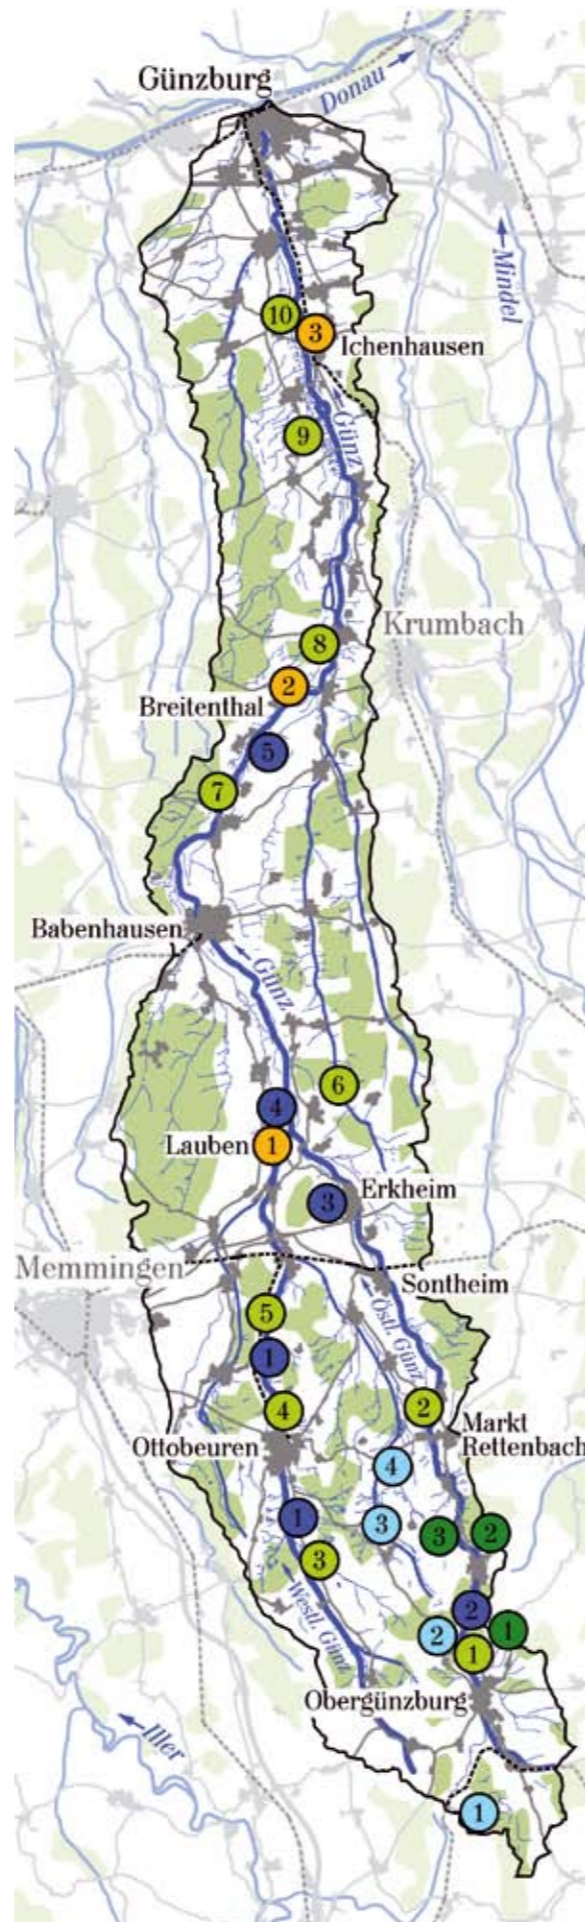 Günzburg
Donau
Mindel
10
3
Ichenhausen
Günz
9
Krumbach
8
2
Breitenthal
5
7
Babenhausen
Günz
6
4
Lauben
1
Erkheim
3
Memmingen
Sontheim
5
Östl. Günz
1
4
2
Markt
Rettenbach
Ottobeuren
4
1
3
3
2
3
Westl. Günz
2
1
2
1
Obergünzburg
Iller
1